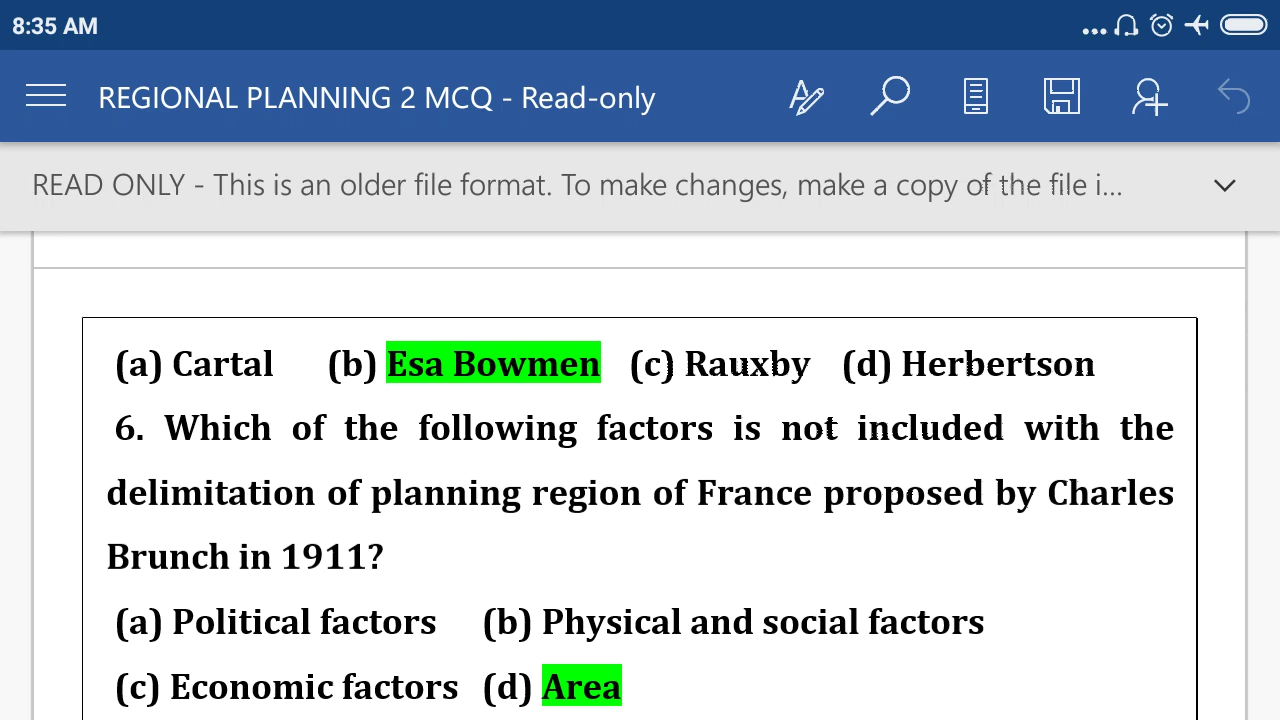 8:35 AM
REGIONAL PLANNING 2 MCQ - Read-only
READ ONLY - This is an older file format. To make changes, make a copy of the file i...
(a) Cartal (b) Esa Bowmen (c) Rauxby (d) Herbertson
6. Which of the following factors is not included with the
delimitation of planning region of France proposed by Charles
Brunch in 1911?
(a) Political factors (b) Physical and social factors
(c) Economic factors (d) Area